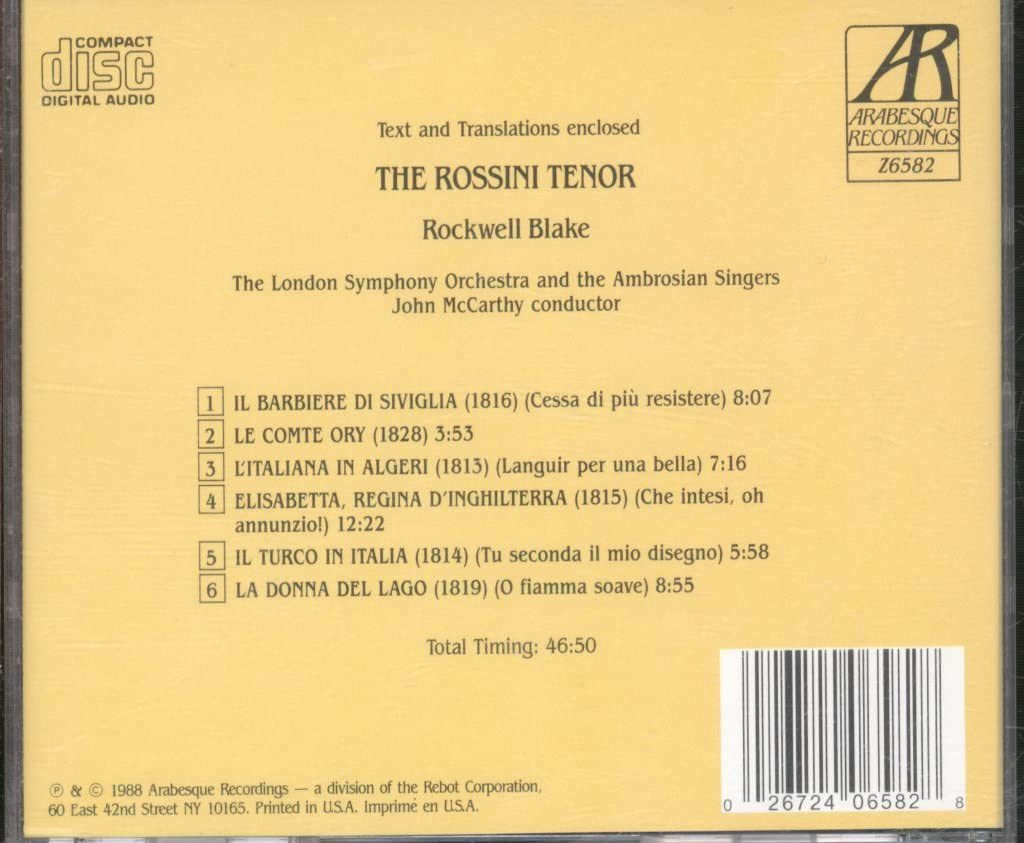 COMPACT
disc
DIGITAL AUDIO
AR
ARABESQUE
RECORDINGS
Z6582
Text and Translations enclosed
THE ROSSINI TENOR
Rockwell Blake
The London Symphony Orchestra and the Ambrosian Singers
John McCarthy conductor
1 IL BARBIERE DI SIVIGLIA (1816) (Cessa di più resistere) 8:07
2 LE COMTE ORY (1828) 3:53
3 L'ITALIANA IN ALGERI (1813) (Languir per una bella) 7:16
4 ELISABETTA, REGINA D'INGHILTERRA (1815) (Che intesi, oh
annunzio!) 12:22
5 IL TURCO IN ITALIA (1814) (Tu seconda il mio disegno) 5:58
6 LA DONNA DEL LAGO (1819) (O fiamma soave) 8:55
Total Timing: 46:50
℗ & © 1988 Arabesque Recordings — a division of the Rebot Corporation,
60 East 42nd Street NY 10165. Printed in U.S.A. Imprimé en U.S.A.
0 26724 06582 8